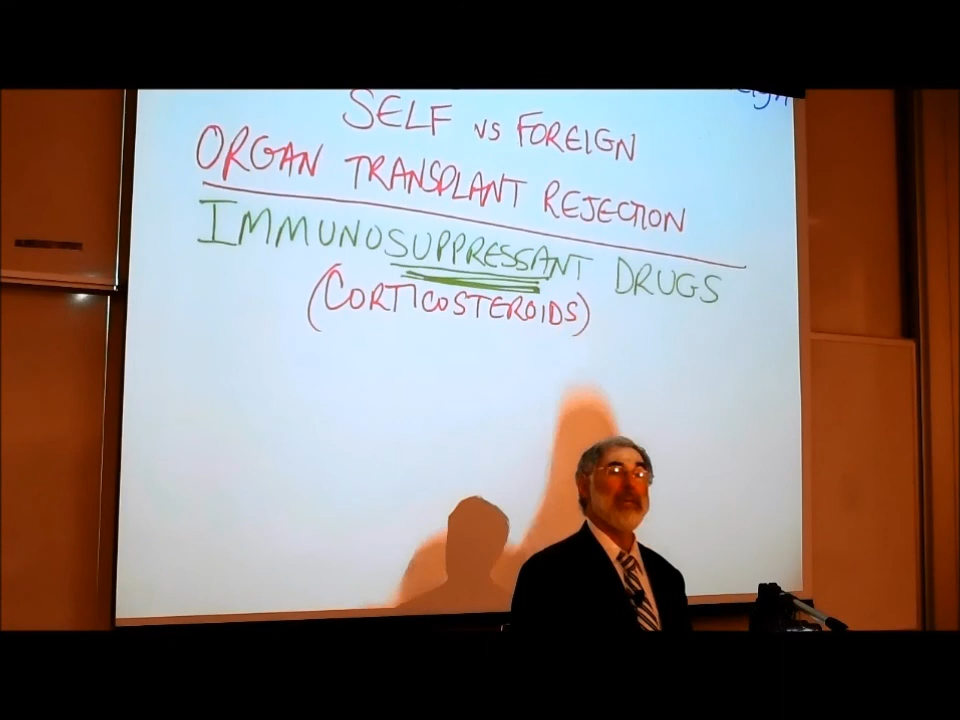 SELF vs FOREIGN
ORGAN TRANSPLANT REJECTION
IMMUNOSUPPRESSANT DRUGS
(CORTICOSTEROIDS)